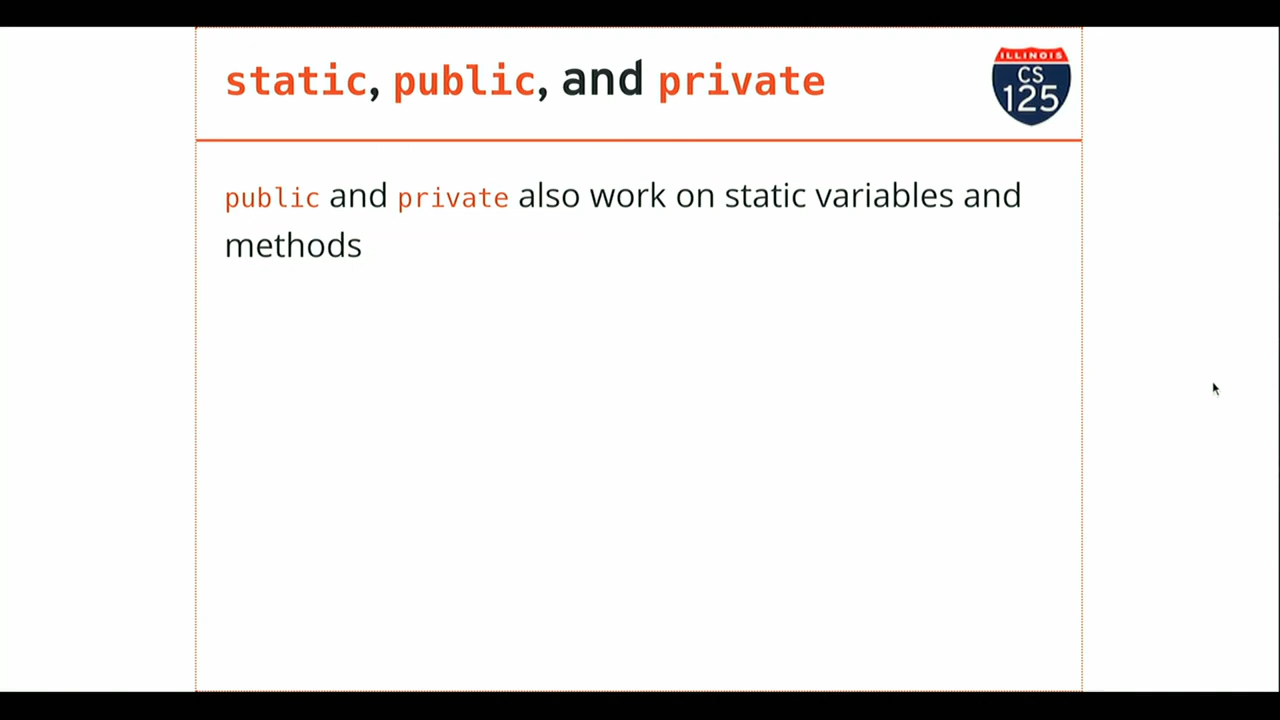 static, public, and private
ILLINOIS
CS
125
public and private also work on static variables and
methods